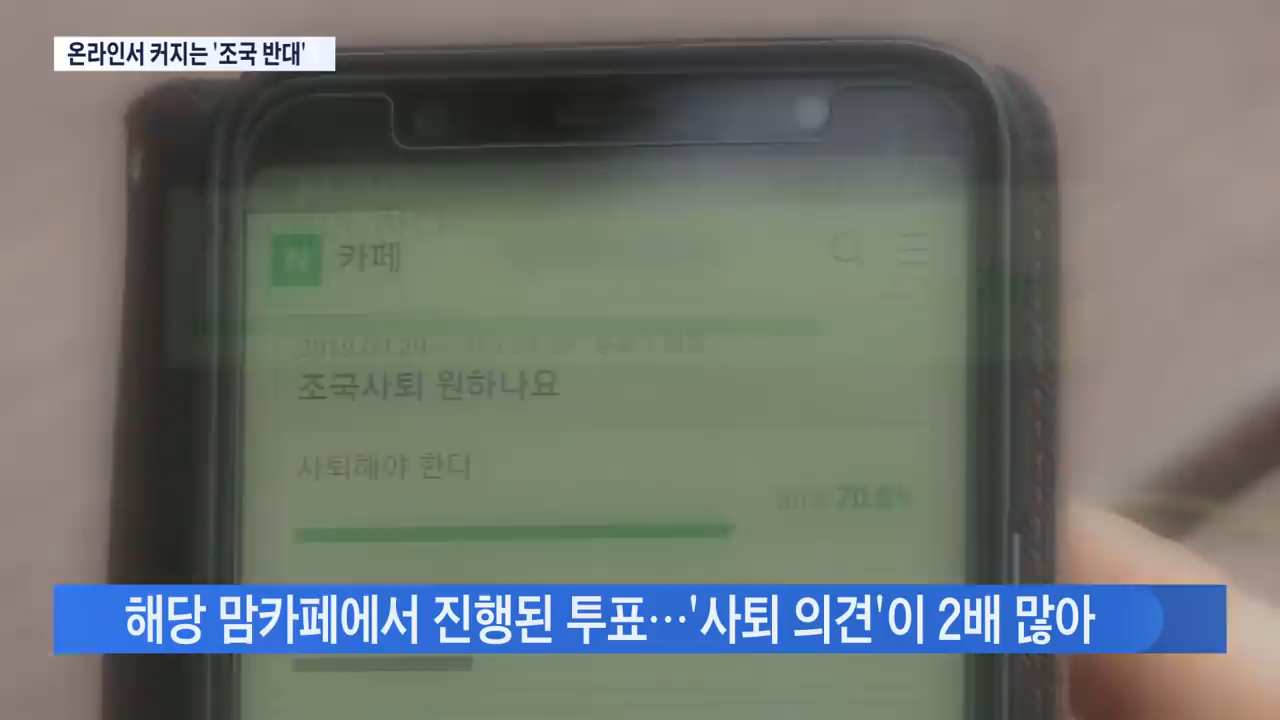 온라인서 커지는 '조국 반대'
N 카페
조국사퇴 원하나요
사퇴해야 한다
70.8%
해당 맘카페에서 진행된 투표…'사퇴 의견'이 2배 많아